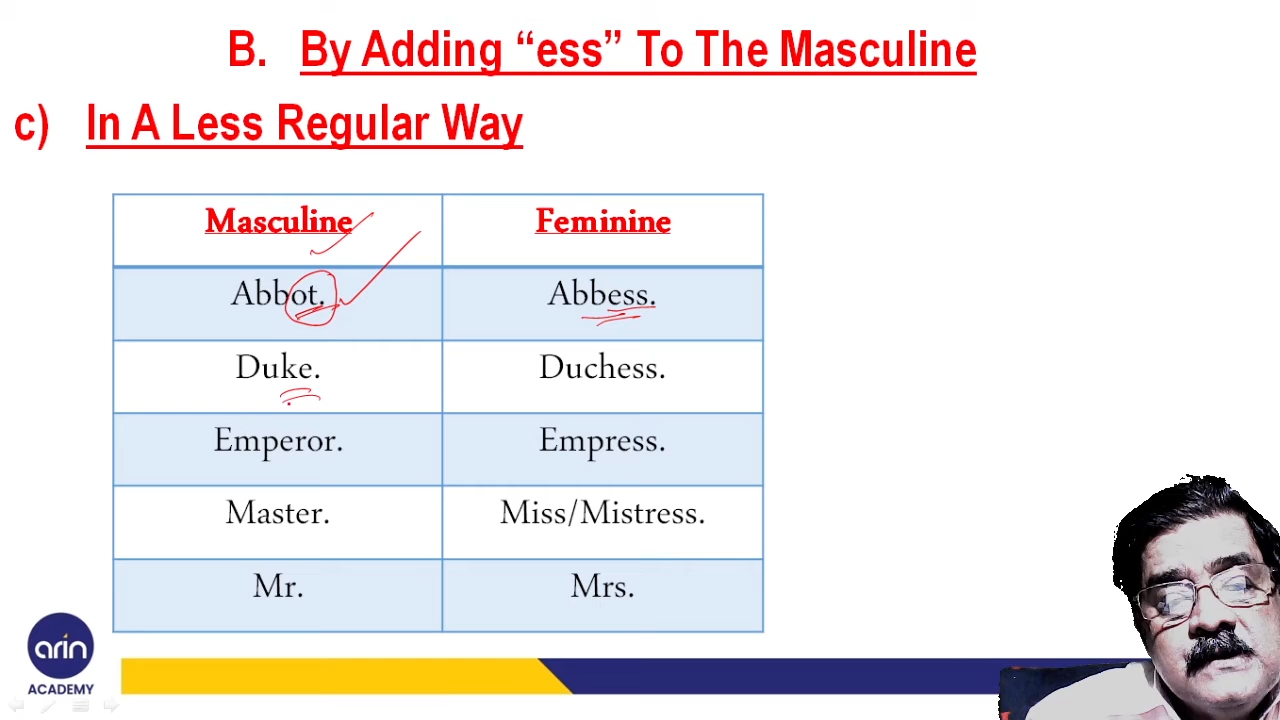 B. By Adding “ess” To The Masculine
c) In A Less Regular Way
Masculine Feminine
Abbot. Abbess.
Duke. Duchess.
Emperor. Empress.
Master. Miss/Mistress.
Mr. Mrs.
arin
ACADEMY